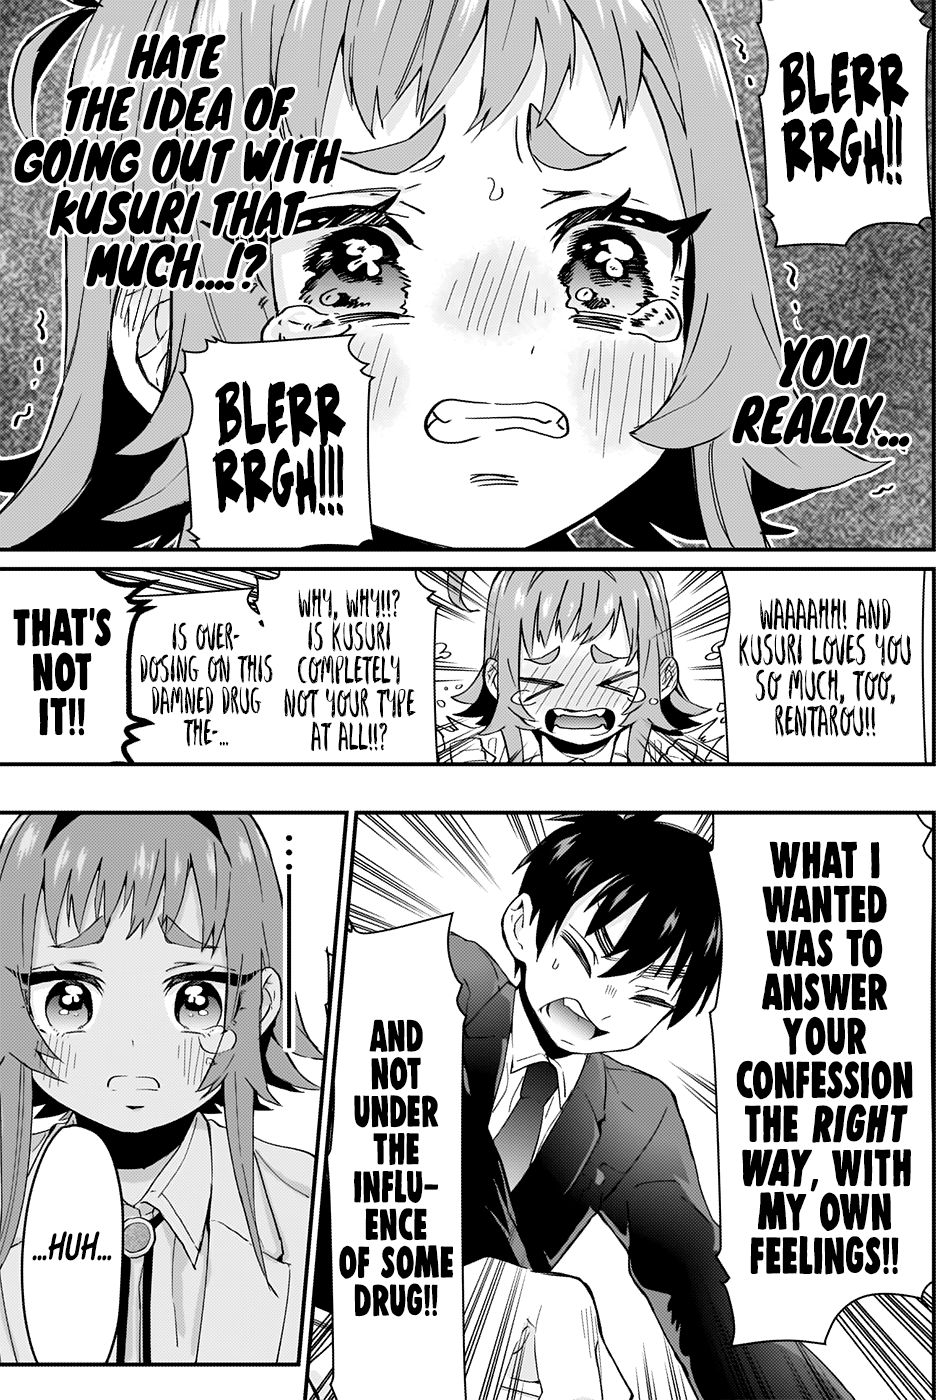 BLERR
RRGH!!
YOU
REALLY...
HATE
THE IDEA OF
GOING OUT WITH
KUSURI THAT
MUCH....!?
BLERR
RRGH!!!
WAAAAHH! AND
KUSURI LOVES YOU
SO MUCH, TOO,
RENTAROU!!
WHY, WHY!!?
IS KUSURI
COMPLETELY
NOT YOUR TYPE
AT ALL!!?
IS OVER-
DOSING ON THIS
DAMNED DRUG
THE-...
THAT'S
NOT
IT!!
WHAT I
WANTED
WAS TO
ANSWER
YOUR
CONFESSION
THE RIGHT
WAY, WITH
MY OWN
FEELINGS!!
AND
NOT
UNDER
THE
INFLU-
ENCE
OF SOME
DRUG!!
...HUH...